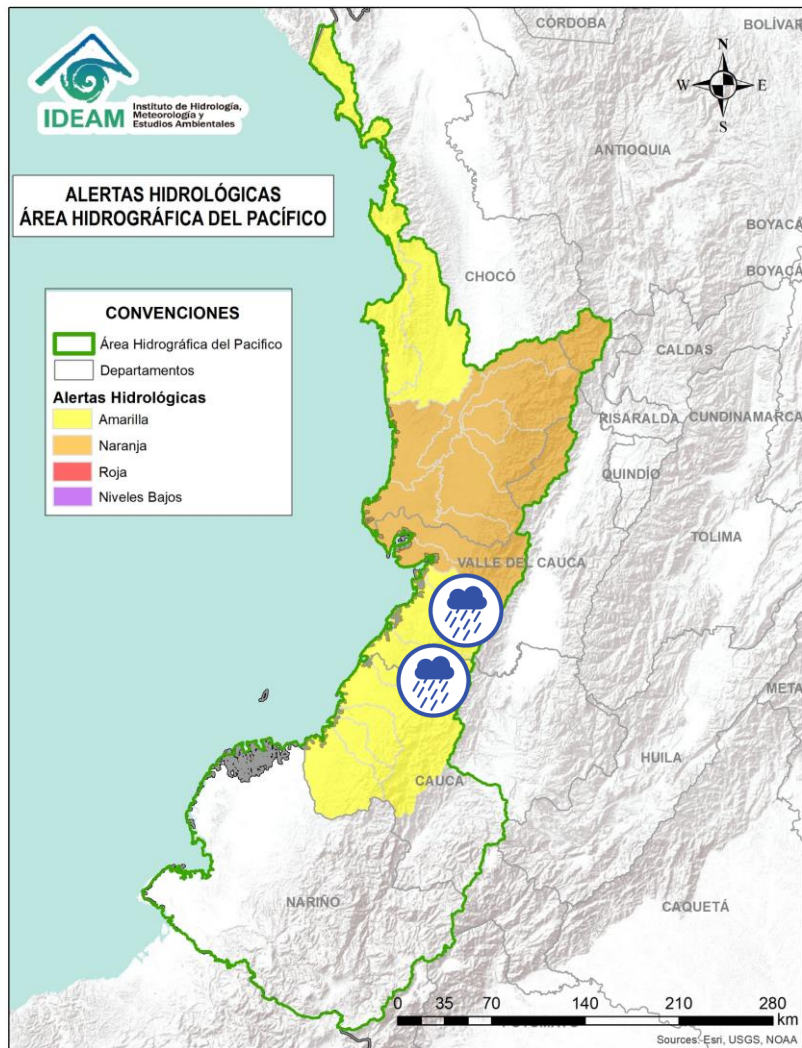 IDEAM
Instituto de Hidrología,
Meteorología y
Estudios Ambientales
ALERTAS HIDROLÓGICAS
ÁREA HIDROGRÁFICA DEL PACÍFICO
CONVENCIONES
Área Hidrográfica del Pacifico
Departamentos
Alertas Hidrológicas
Amarilla
Naranja
Roja
Niveles Bajos
N
W E
S
CÓRDOBA
BOLÍVAR
ANTIOQUIA
BOYACÁ
BOYACÁ
CHOCÓ
CALDAS
RISARALDA
CUNDINAMARCA
QUINDÍO
TOLIMA
VALLE DEL CAUCA
META
HUILA
CAUCA
NARIÑO
CAQUETÁ
0 35 70 140 210 280
km
Sources: Esri, USGS, NOAA